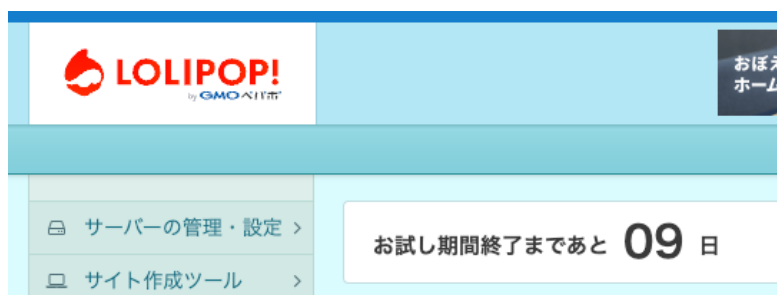 LOLIPOP!
by GMOペパボ
おぼえ
ホーム
サーバーの管理・設定
サイト作成ツール
お試し期間終了まであと 09 日